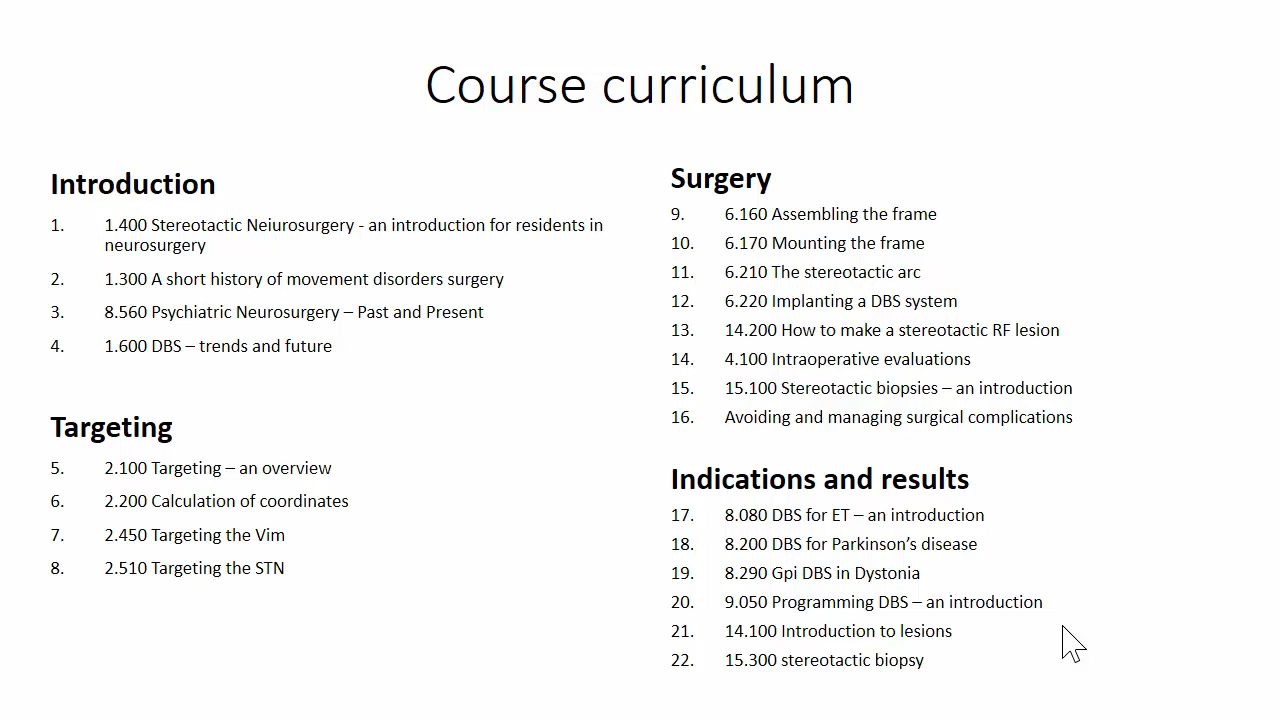 Course curriculum
Introduction
1. 1.400 Stereotactic Neiurosurgery - an introduction for residents in
neurosurgery
2. 1.300 A short history of movement disorders surgery
3. 8.560 Psychiatric Neurosurgery – Past and Present
4. 1.600 DBS – trends and future
Targeting
5. 2.100 Targeting – an overview
6. 2.200 Calculation of coordinates
7. 2.450 Targeting the Vim
8. 2.510 Targeting the STN
Surgery
9. 6.160 Assembling the frame
10. 6.170 Mounting the frame
11. 6.210 The stereotactic arc
12. 6.220 Implanting a DBS system
13. 14.200 How to make a stereotactic RF lesion
14. 4.100 Intraoperative evaluations
15. 15.100 Stereotactic biopsies – an introduction
16. Avoiding and managing surgical complications
Indications and results
17. 8.080 DBS for ET – an introduction
18. 8.200 DBS for Parkinson’s disease
19. 8.290 Gpi DBS in Dystonia
20. 9.050 Programming DBS – an introduction
21. 14.100 Introduction to lesions
22. 15.300 stereotactic biopsy